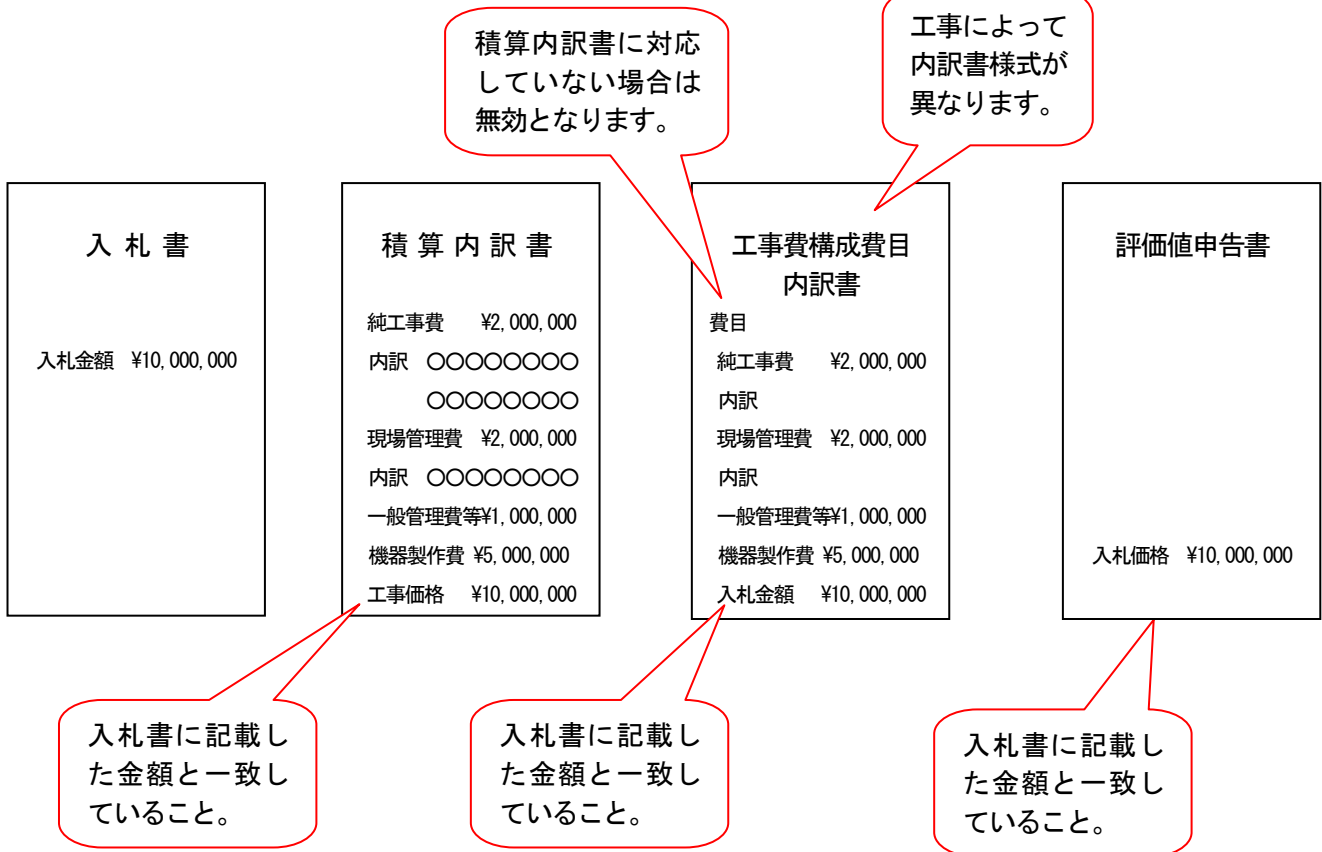 積算内訳書に対応
していない場合は
無効となります。
工事によって
内訳書様式が
異なります。
入 札 書
入札金額 ¥10,000,000
積 算 内 訳 書
純工事費 ¥2,000,000
内訳 ○○○○○○○○
○○○○○○○○
現場管理費 ¥2,000,000
内訳 ○○○○○○○○
一般管理費等¥1,000,000
機器製作費 ¥5,000,000
工事価格 ¥10,000,000
工事費構成費目
内訳書
費目
純工事費 ¥2,000,000
内訳
現場管理費 ¥2,000,000
内訳
一般管理費等¥1,000,000
機器製作費 ¥5,000,000
入札金額 ¥10,000,000
評価値申告書
入札価格 ¥10,000,000
入札書に記載し
た金額と一致し
ていること。
入札書に記載し
た金額と一致し
ていること。
入札書に記載し
た金額と一致し
ていること。